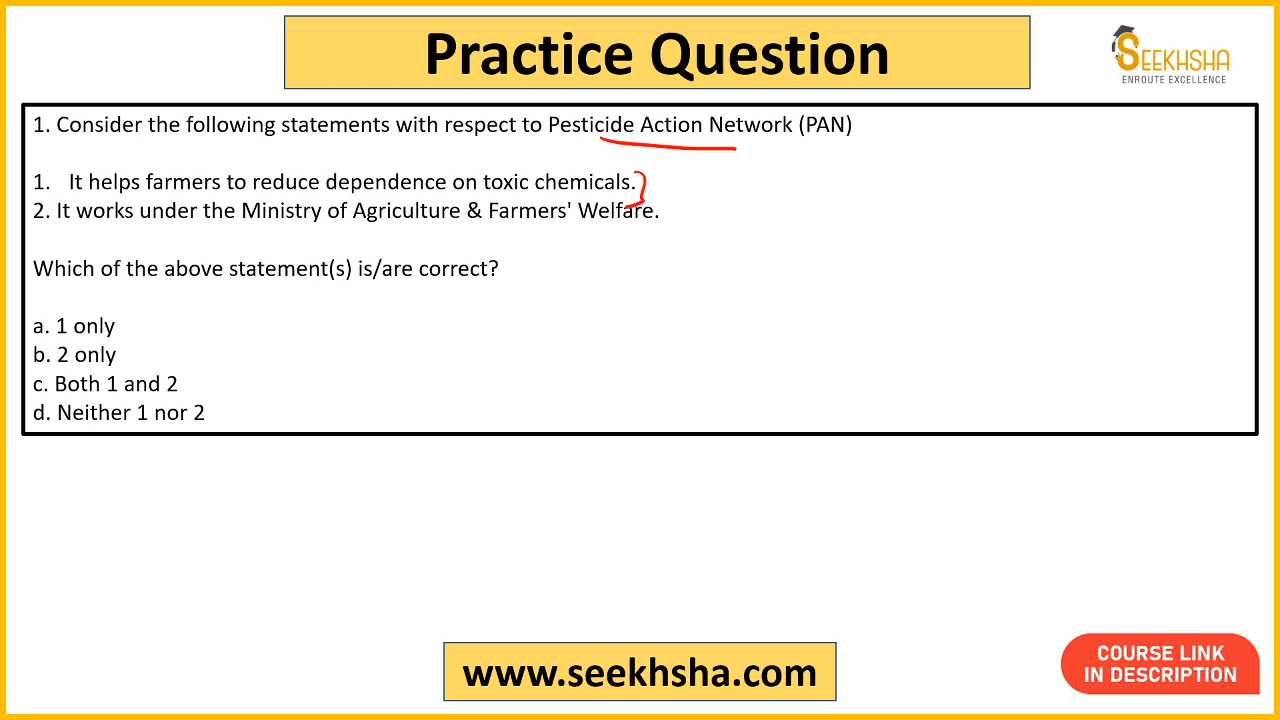 Practice Question
SEEKHSHA
ENROUTE EXCELLENCE
1. Consider the following statements with respect to Pesticide Action Network (PAN)
1. It helps farmers to reduce dependence on toxic chemicals.
2. It works under the Ministry of Agriculture & Farmers' Welfare.
Which of the above statement(s) is/are correct?
a. 1 only
b. 2 only
c. Both 1 and 2
d. Neither 1 nor 2
www.seekhsha.com
COURSE LINK
IN DESCRIPTION